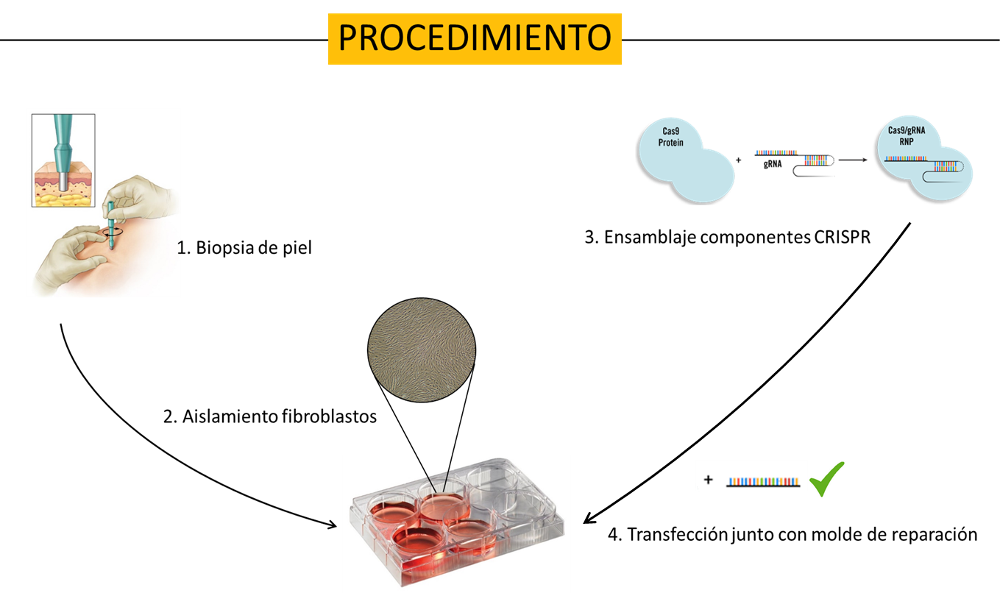 PROCEDIMIENTO
Cas9
Protein
+
gRNA
Cas9/gRNA
RNP
1. Biopsia de piel
3. Ensamblaje componentes CRISPR
2. Aislamiento fibroblastos
+
4. Transfección junto con molde de reparación